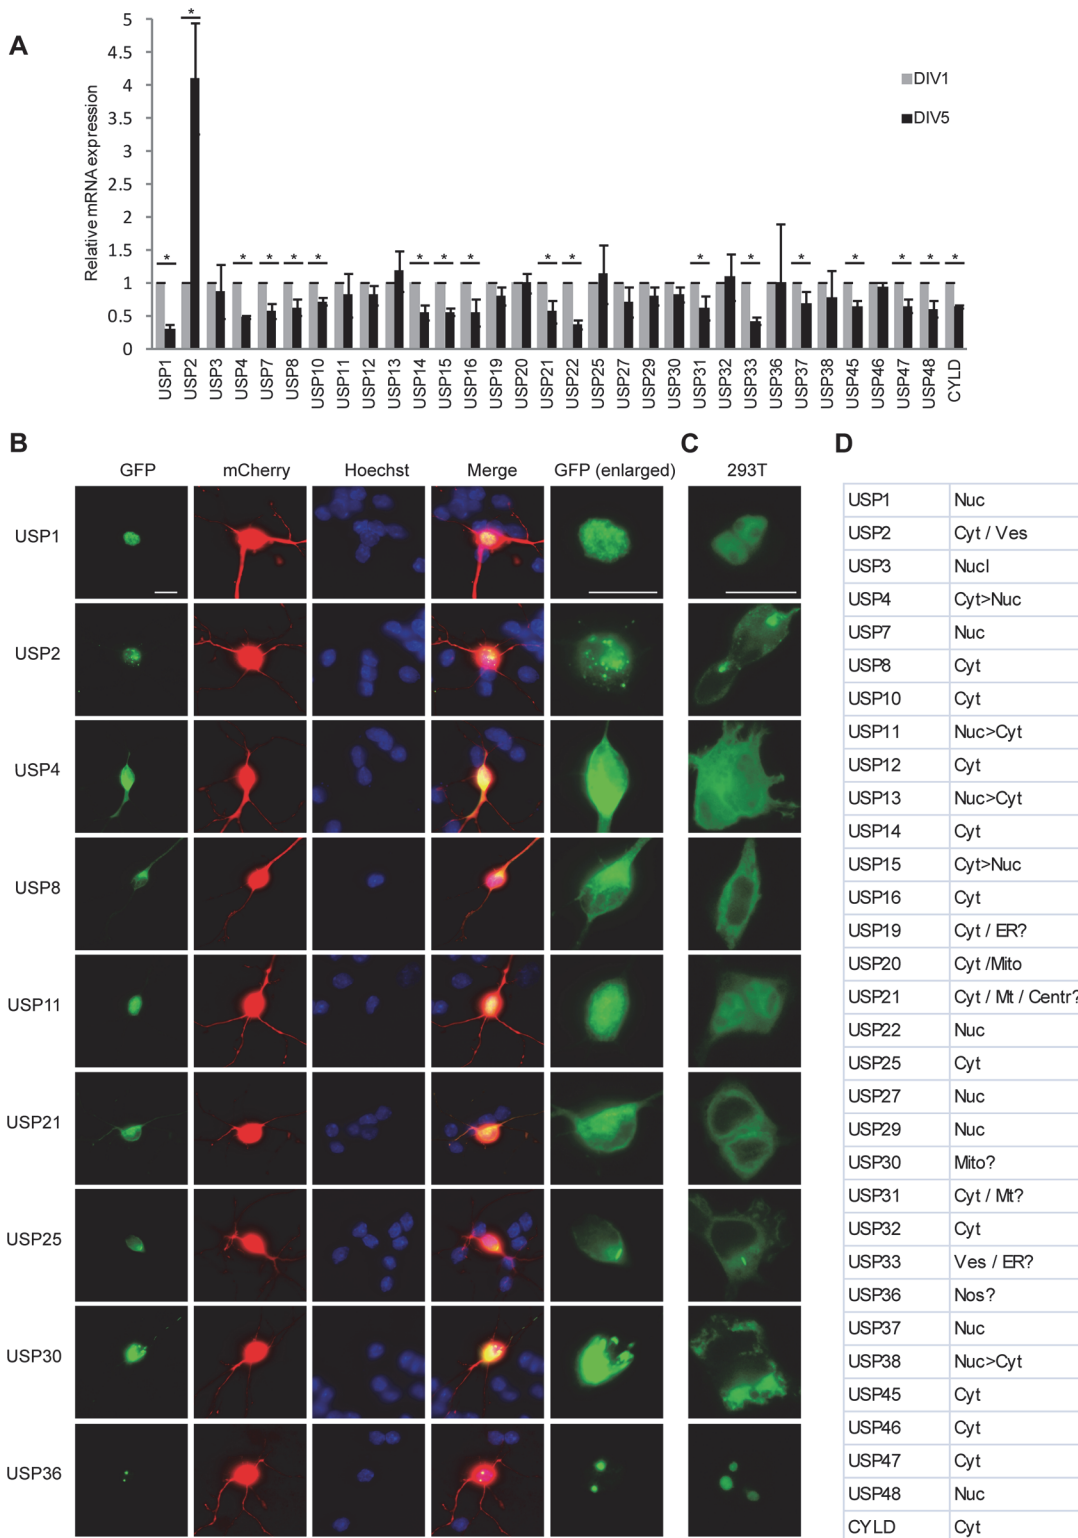 A
5
4.5
4
3.5
3
2.5
2
1.5
1
0.5
0
Relative mRNA expression
* * * * * * * * * * * * * * * * * *
DIV1
DIV5
USP1 USP2 USP3 USP4 USP7 USP8 USP10 USP11 USP12 USP13 USP14 USP15 USP16 USP19 USP20 USP21 USP22 USP25 USP27 USP29 USP30 USP31 USP32 USP33 USP36 USP37 USP38 USP45 USP46 USP47 USP48 CYLD
B
GFP mCherry Hoechst Merge GFP (enlarged)
USP1
USP2
USP4
USP8
USP11
USP21
USP25
USP30
USP36
C
293T
D
USP1 Nuc
USP2 Cyt / Ves
USP3 Nucl
USP4 Cyt>Nuc
USP7 Nuc
USP8 Cyt
USP10 Cyt
USP11 Nuc>Cyt
USP12 Cyt
USP13 Nuc>Cyt
USP14 Cyt
USP15 Cyt>Nuc
USP16 Cyt
USP19 Cyt / ER?
USP20 Cyt /Mito
USP21 Cyt / Mt / Centr?
USP22 Nuc
USP25 Cyt
USP27 Nuc
USP29 Nuc
USP30 Mito?
USP31 Cyt / Mt?
USP32 Cyt
USP33 Ves / ER?
USP36 Nos?
USP37 Nuc
USP38 Nuc>Cyt
USP45 Cyt
USP46 Cyt
USP47 Cyt
USP48 Nuc
CYLD Cyt